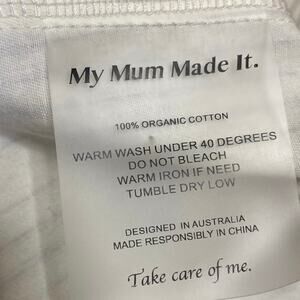 My Mum Made It.
100% ORGANIC COTTON
WARM WASH UNDER 40 DEGREES
DO NOT BLEACH
WARM IRON IF NEED
TUMBLE DRY LOW
DESIGNED IN AUSTRALIA
MADE RESPONSIBLY IN CHINA
Take care of me.